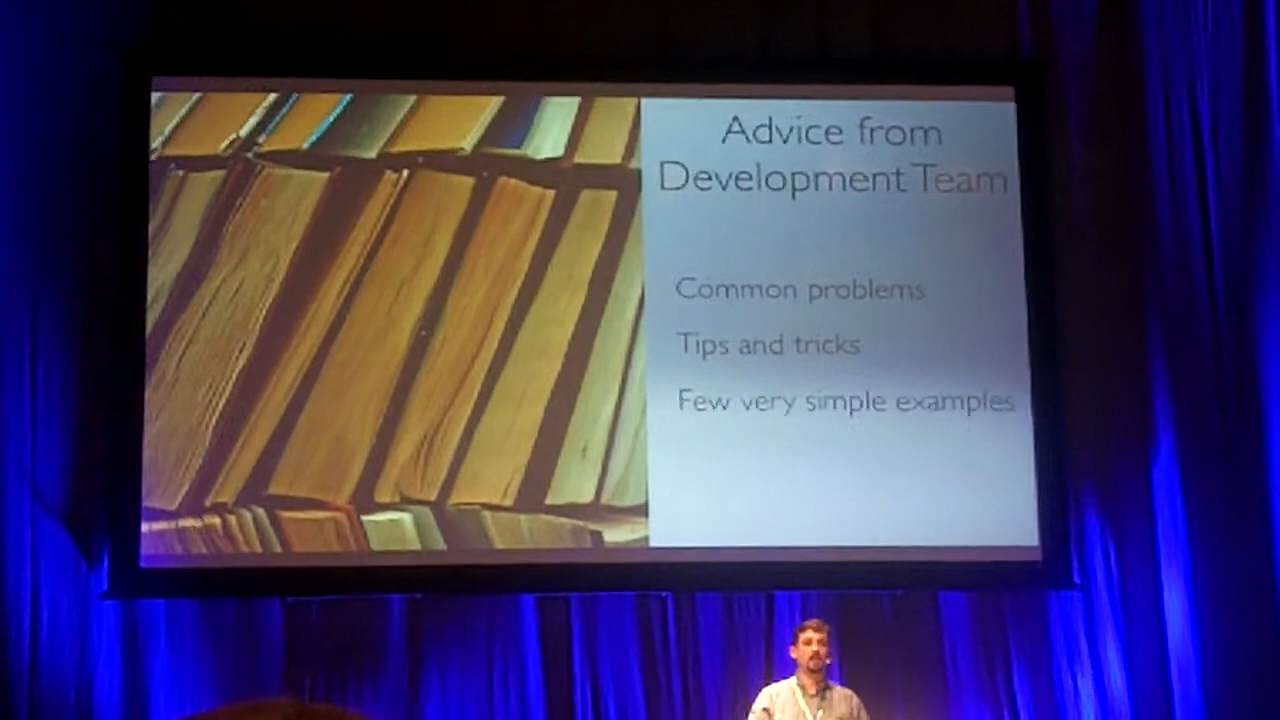 Advice from
Development Team
Common problems
Tips and tricks
Few very simple examples